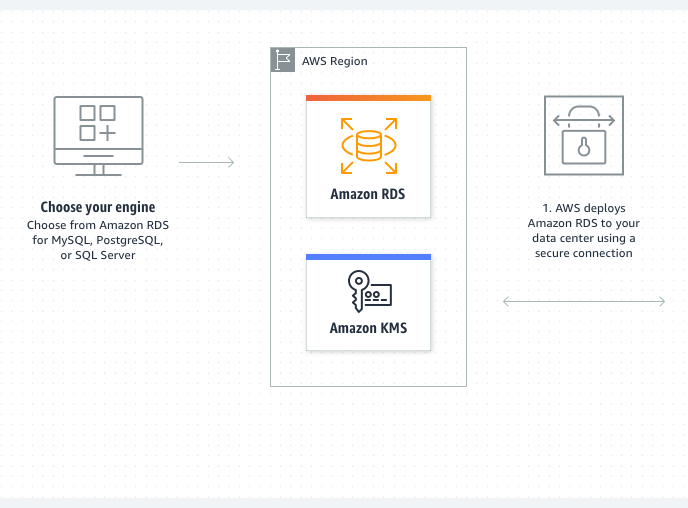 AWS Region
Amazon RDS
Choose your engine
Choose from Amazon RDS
for MySQL, PostgreSQL,
or SQL Server
1. AWS deploys
Amazon RDS to your
data center using a
secure connection
Amazon KMS